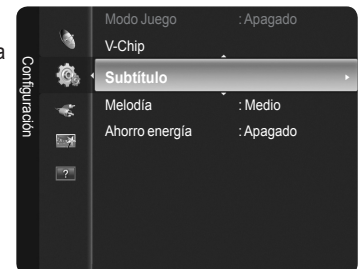 a
Configuración
Modo Juego : Apagado
V-Chip
Subtítulo
Melodía : Medio
Ahorro energía : Apagado
?